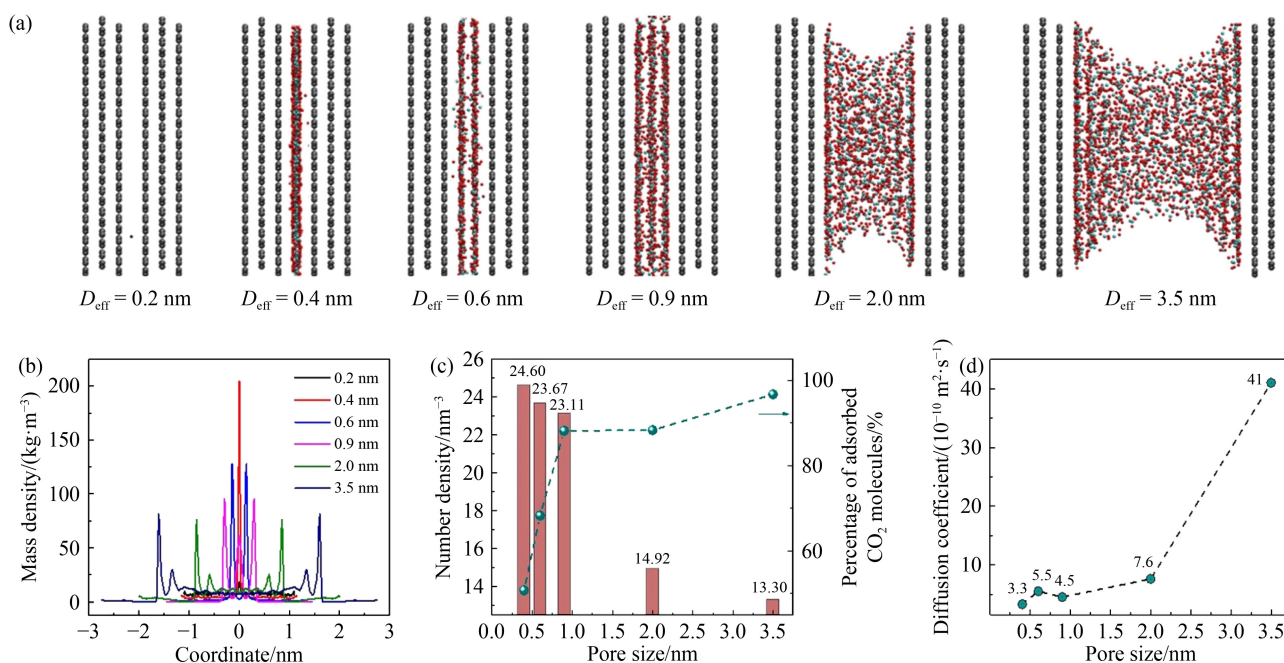 (a)
D_eff = 0.2 nm
D_eff = 0.4 nm
D_eff = 0.6 nm
D_eff = 0.9 nm
D_eff = 2.0 nm
D_eff = 3.5 nm
(b)
Mass density/(kg·m⁻³)
200
150
100
50
0
−3
−2
−1
0
1
2
3
Coordinate/nm
0.2 nm
0.4 nm
0.6 nm
0.9 nm
2.0 nm
3.5 nm
(c)
Number density/nm⁻³
26
24
22
20
18
16
14
24.60
23.67
23.11
14.92
13.30
0.0
0.5
1.0
1.5
2.0
2.5
3.0
3.5
Pore size/nm
100
80
60
Percentage of adsorbed
CO₂ molecules/%
(d)
Diffusion coefficient/(10⁻¹⁰ m²·s⁻¹)
40
30
20
10
3.3
5.5
4.5
7.6
41
0.5
1.0
1.5
2.0
2.5
3.0
3.5
Pore size/nm